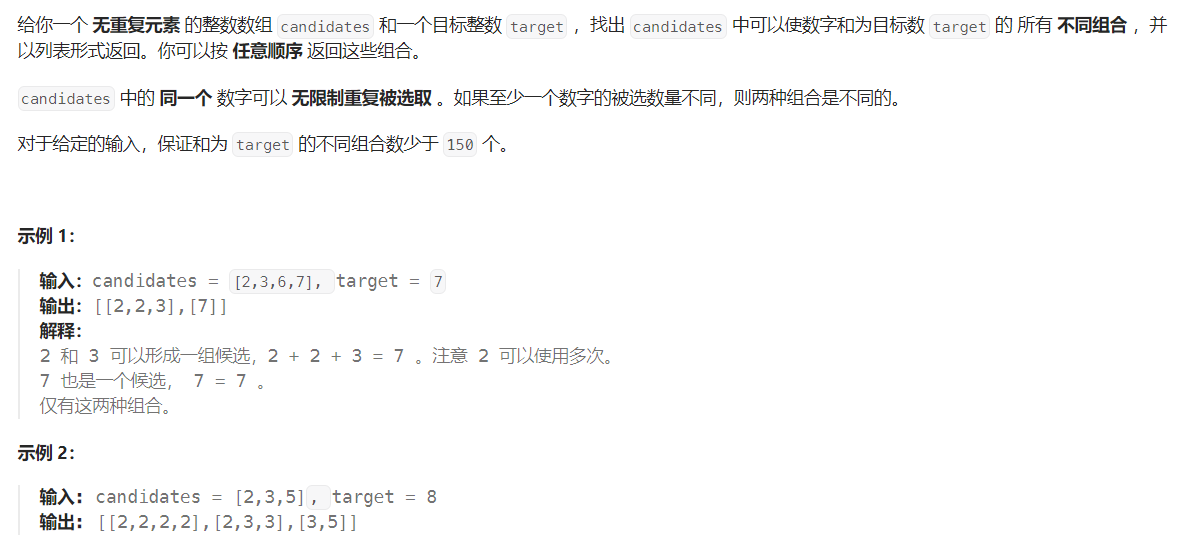 给你一个 无重复元素 的整数数组 candidates 和一个目标整数 target ，找出 candidates 中可以使数字和为目标数 target 的 所有 不同组合 ，并
以列表形式返回。你可以按 任意顺序 返回这些组合。
candidates 中的 同一个 数字可以 无限制重复被选取 。如果至少一个数字的被选数量不同，则两种组合是不同的。
对于给定的输入，保证和为 target 的不同组合数少于 150 个。
示例 1：
输入：candidates = [2,3,6,7], target = 7
输出：[[2,2,3],[7]]
解释：
2 和 3 可以形成一组候选，2 + 2 + 3 = 7 。注意 2 可以使用多次。
7 也是一个候选， 7 = 7 。
仅有这两种组合。
示例 2：
输入：candidates = [2,3,5], target = 8
输出：[[2,2,2,2],[2,3,3],[3,5]]